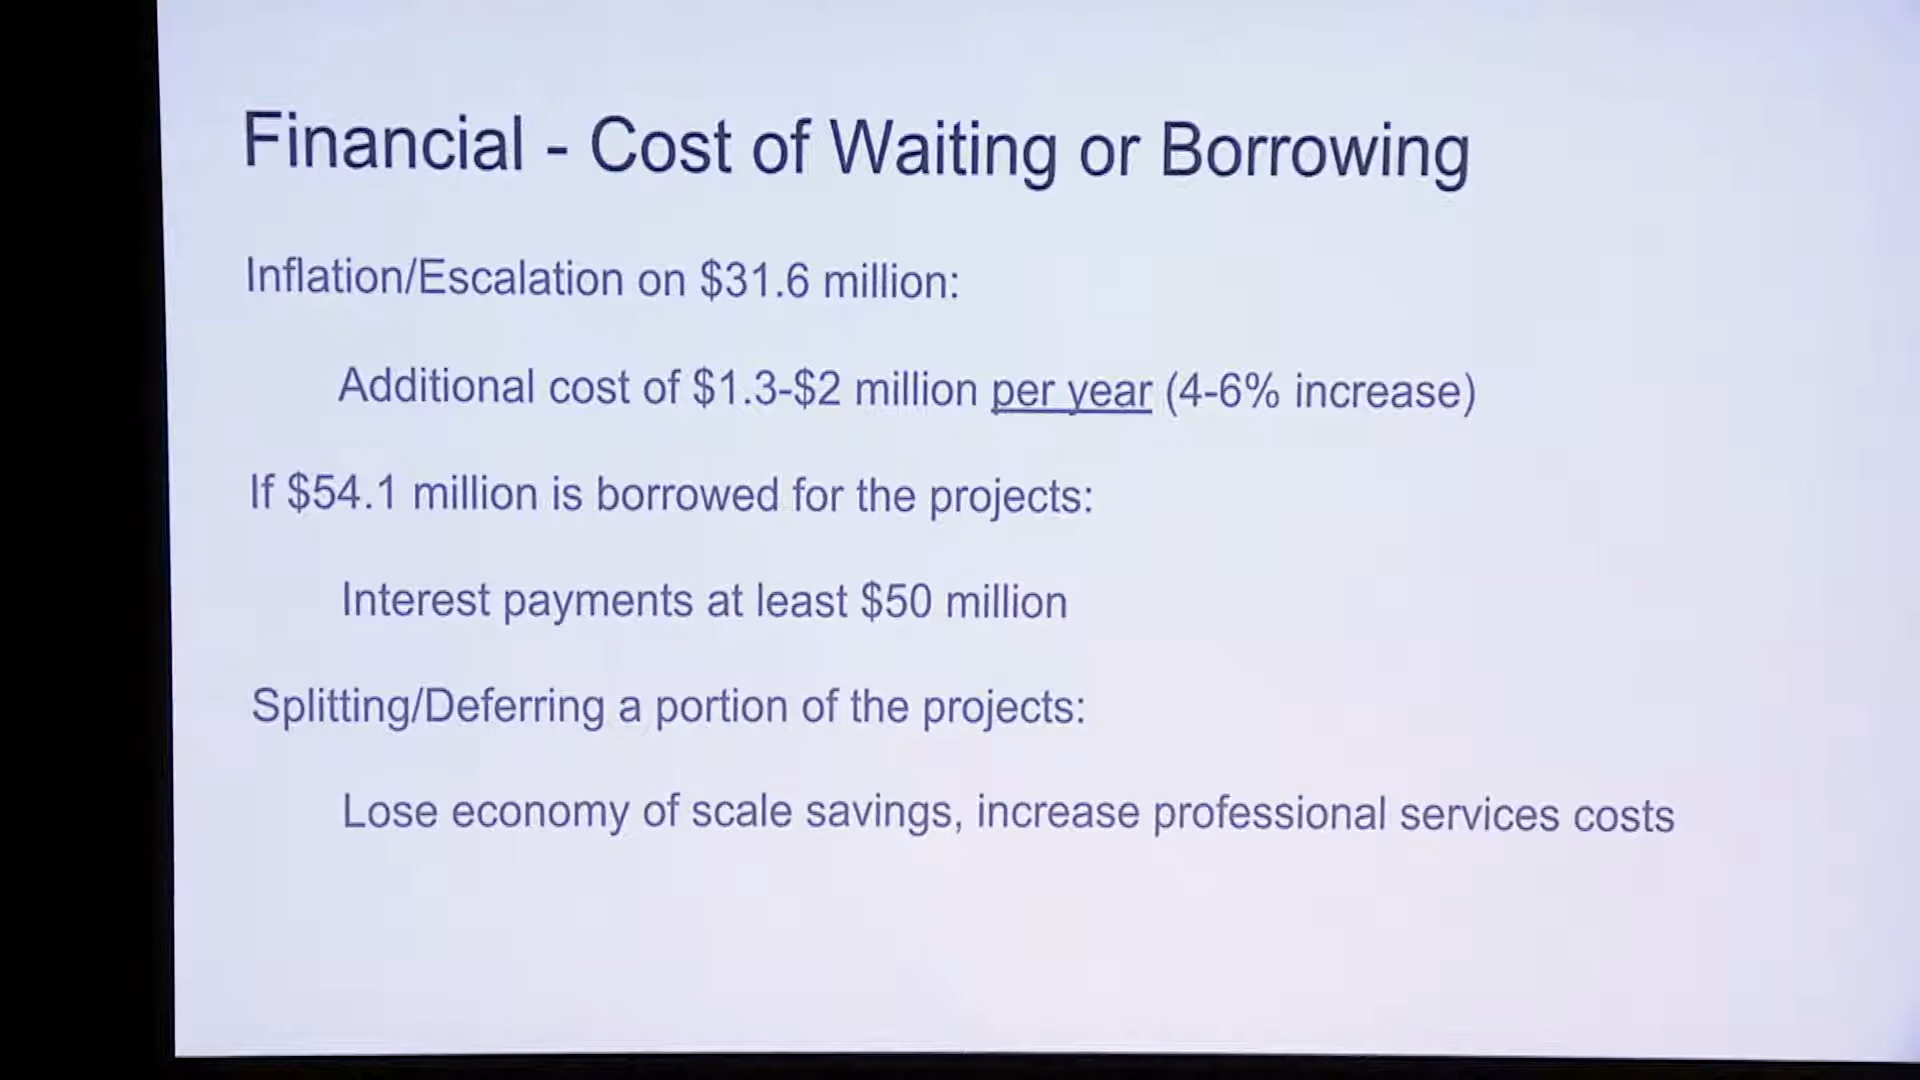 Financial - Cost of Waiting or Borrowing
Inflation/Escalation on $31.6 million:
Additional cost of $1.3-$2 million per year (4-6% increase)
If $54.1 million is borrowed for the projects:
Interest payments at least $50 million
Splitting/Deferring a portion of the projects:
Lose economy of scale savings, increase professional services costs